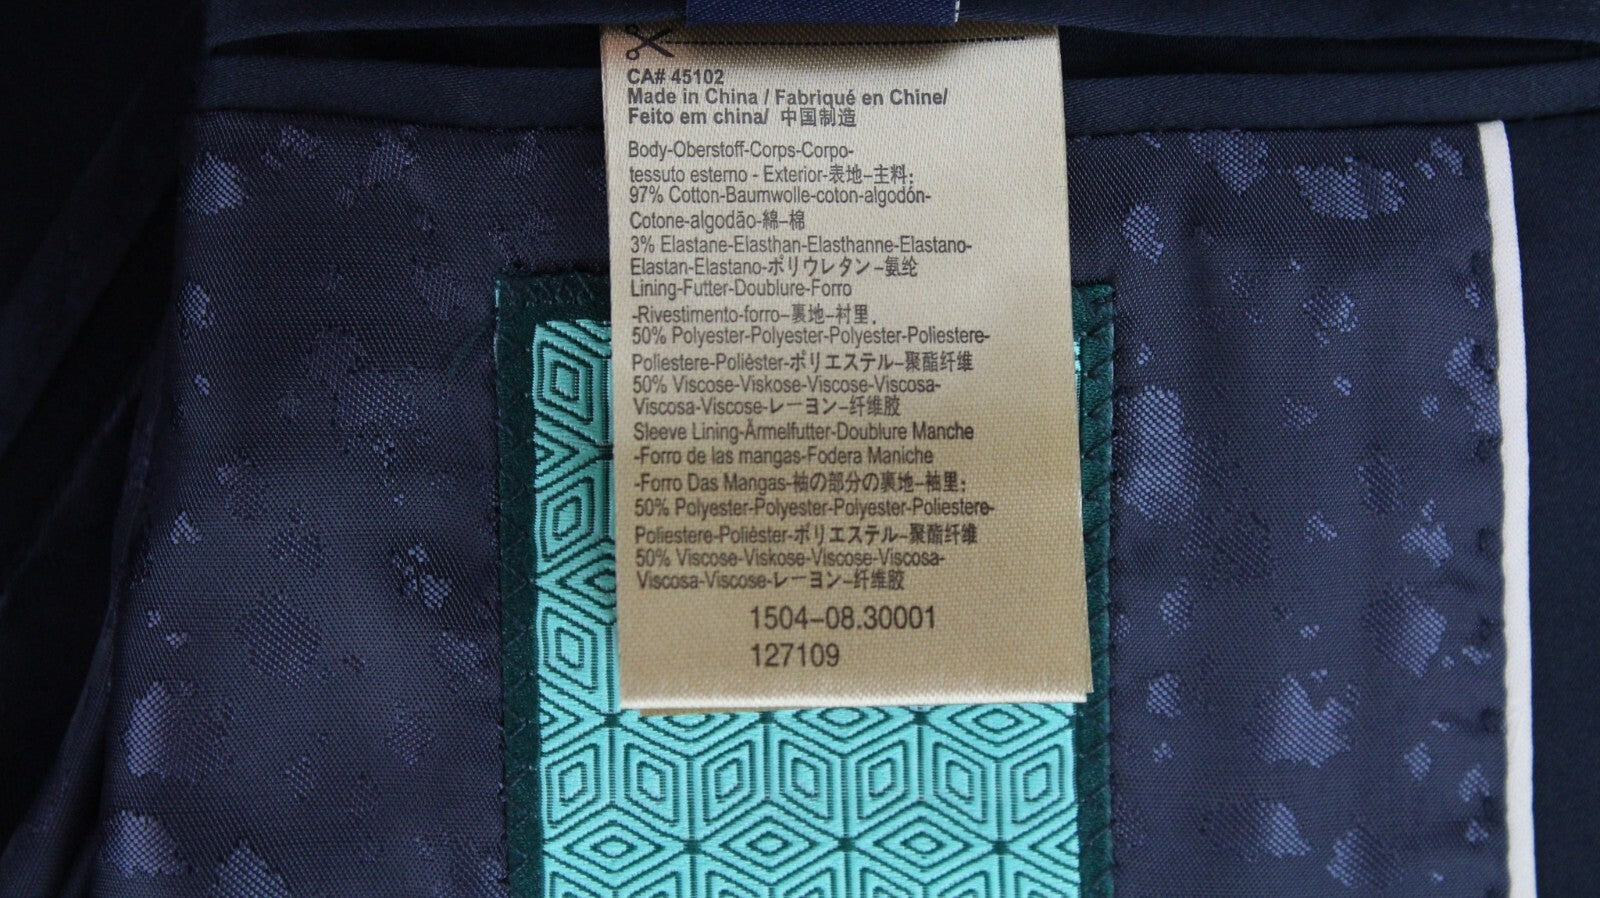 CA# 45102
Made in China / Fabriqué en Chine/
Feito em china/ 中国制造
Body-Oberstoff-Corps-Corpo-
tessuto esterno - Exterior-表地–主料:
97% Cotton-Baumwolle-coton-algodón-
Cotone-algodão-綿–棉
3% Elastane-Elasthan-Elasthanne-Elastano-
Elastan-Elastano-ポリウレタン–氨纶
Lining-Futter-Doublure-Forro
-Rivestimento-forro–裏地–衬里.
50% Polyester-Polyester-Polyester-Poliestere-
Poliestere-Poliéster-ポリエステル–聚酯纤维
50% Viscose-Viskose-Viscose-Viscosa-
Viscosa-Viscose-レーヨン-纤维胶
Sleeve Lining-Ärmelfutter-Doublure Manche
-Forro de las mangas-Fodera Maniche
-Forro Das Mangas-袖の部分の裏地–袖里:
50% Polyester-Polyester-Polyester-Poliestere-
Poliestere-Poliéster-ポリエステル–聚酯纤维
50% Viscose-Viskose-Viscose-Viscosa-
Viscosa-Viscose-レーヨン–纤维胶
1504–08.30001
127109